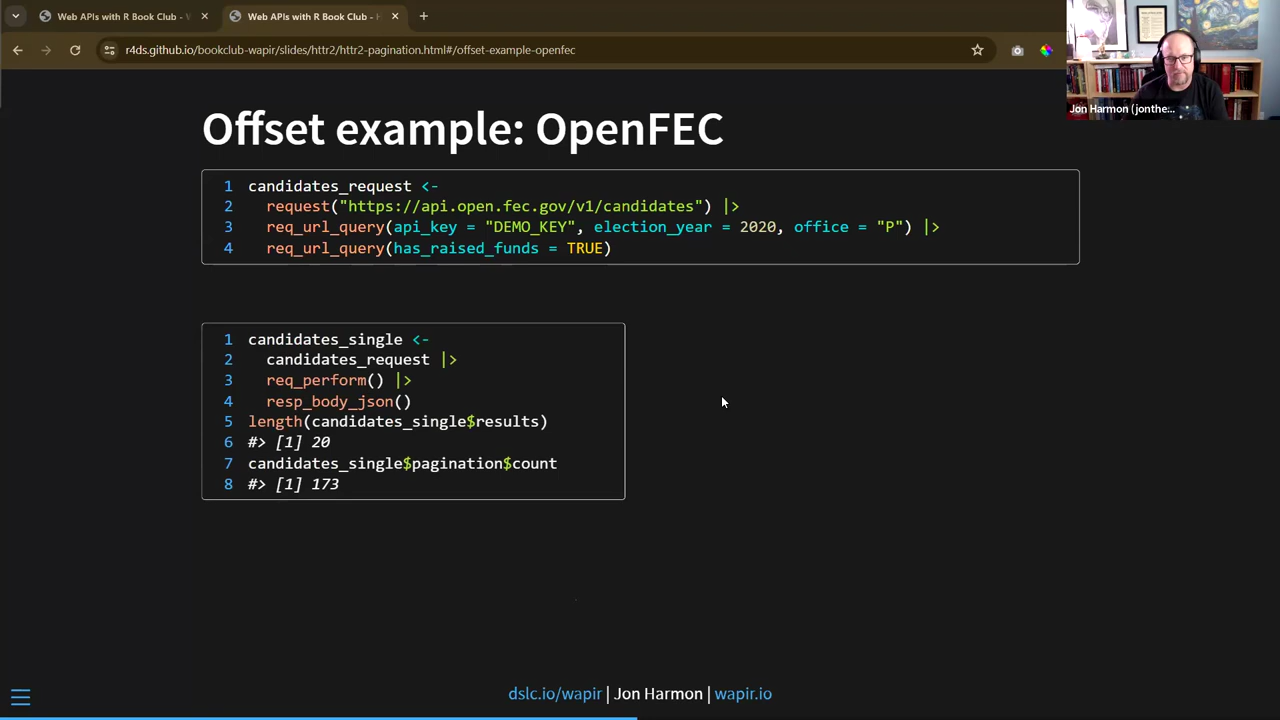 Web APIs with R Book Club - W
Web APIs with R Book Club - H
r4ds.github.io/bookclub-wapir/slides/httr2/httr2-pagination.html#/offset-example-openfec
Jon Harmon (jonthe...
Offset example: OpenFEC
1 candidates_request <-
2 request("https://api.open.fec.gov/v1/candidates") |>
3 req_url_query(api_key = "DEMO_KEY", election_year = 2020, office = "P") |>
4 req_url_query(has_raised_funds = TRUE)
1 candidates_single <-
2 candidates_request |>
3 req_perform() |>
4 resp_body_json()
5 length(candidates_single$results)
6 #> [1] 20
7 candidates_single$pagination$count
8 #> [1] 173
dslc.io/wapir | Jon Harmon | wapir.io